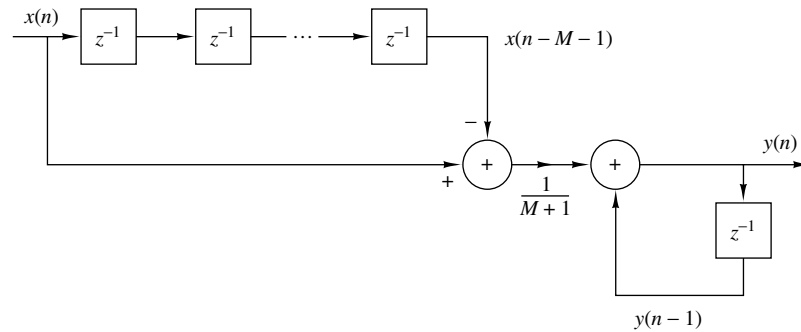 x(n)
z⁻¹
z⁻¹
...
z⁻¹
x(n − M − 1)
−
+
+
+
1
M + 1
y(n)
z⁻¹
y(n − 1)